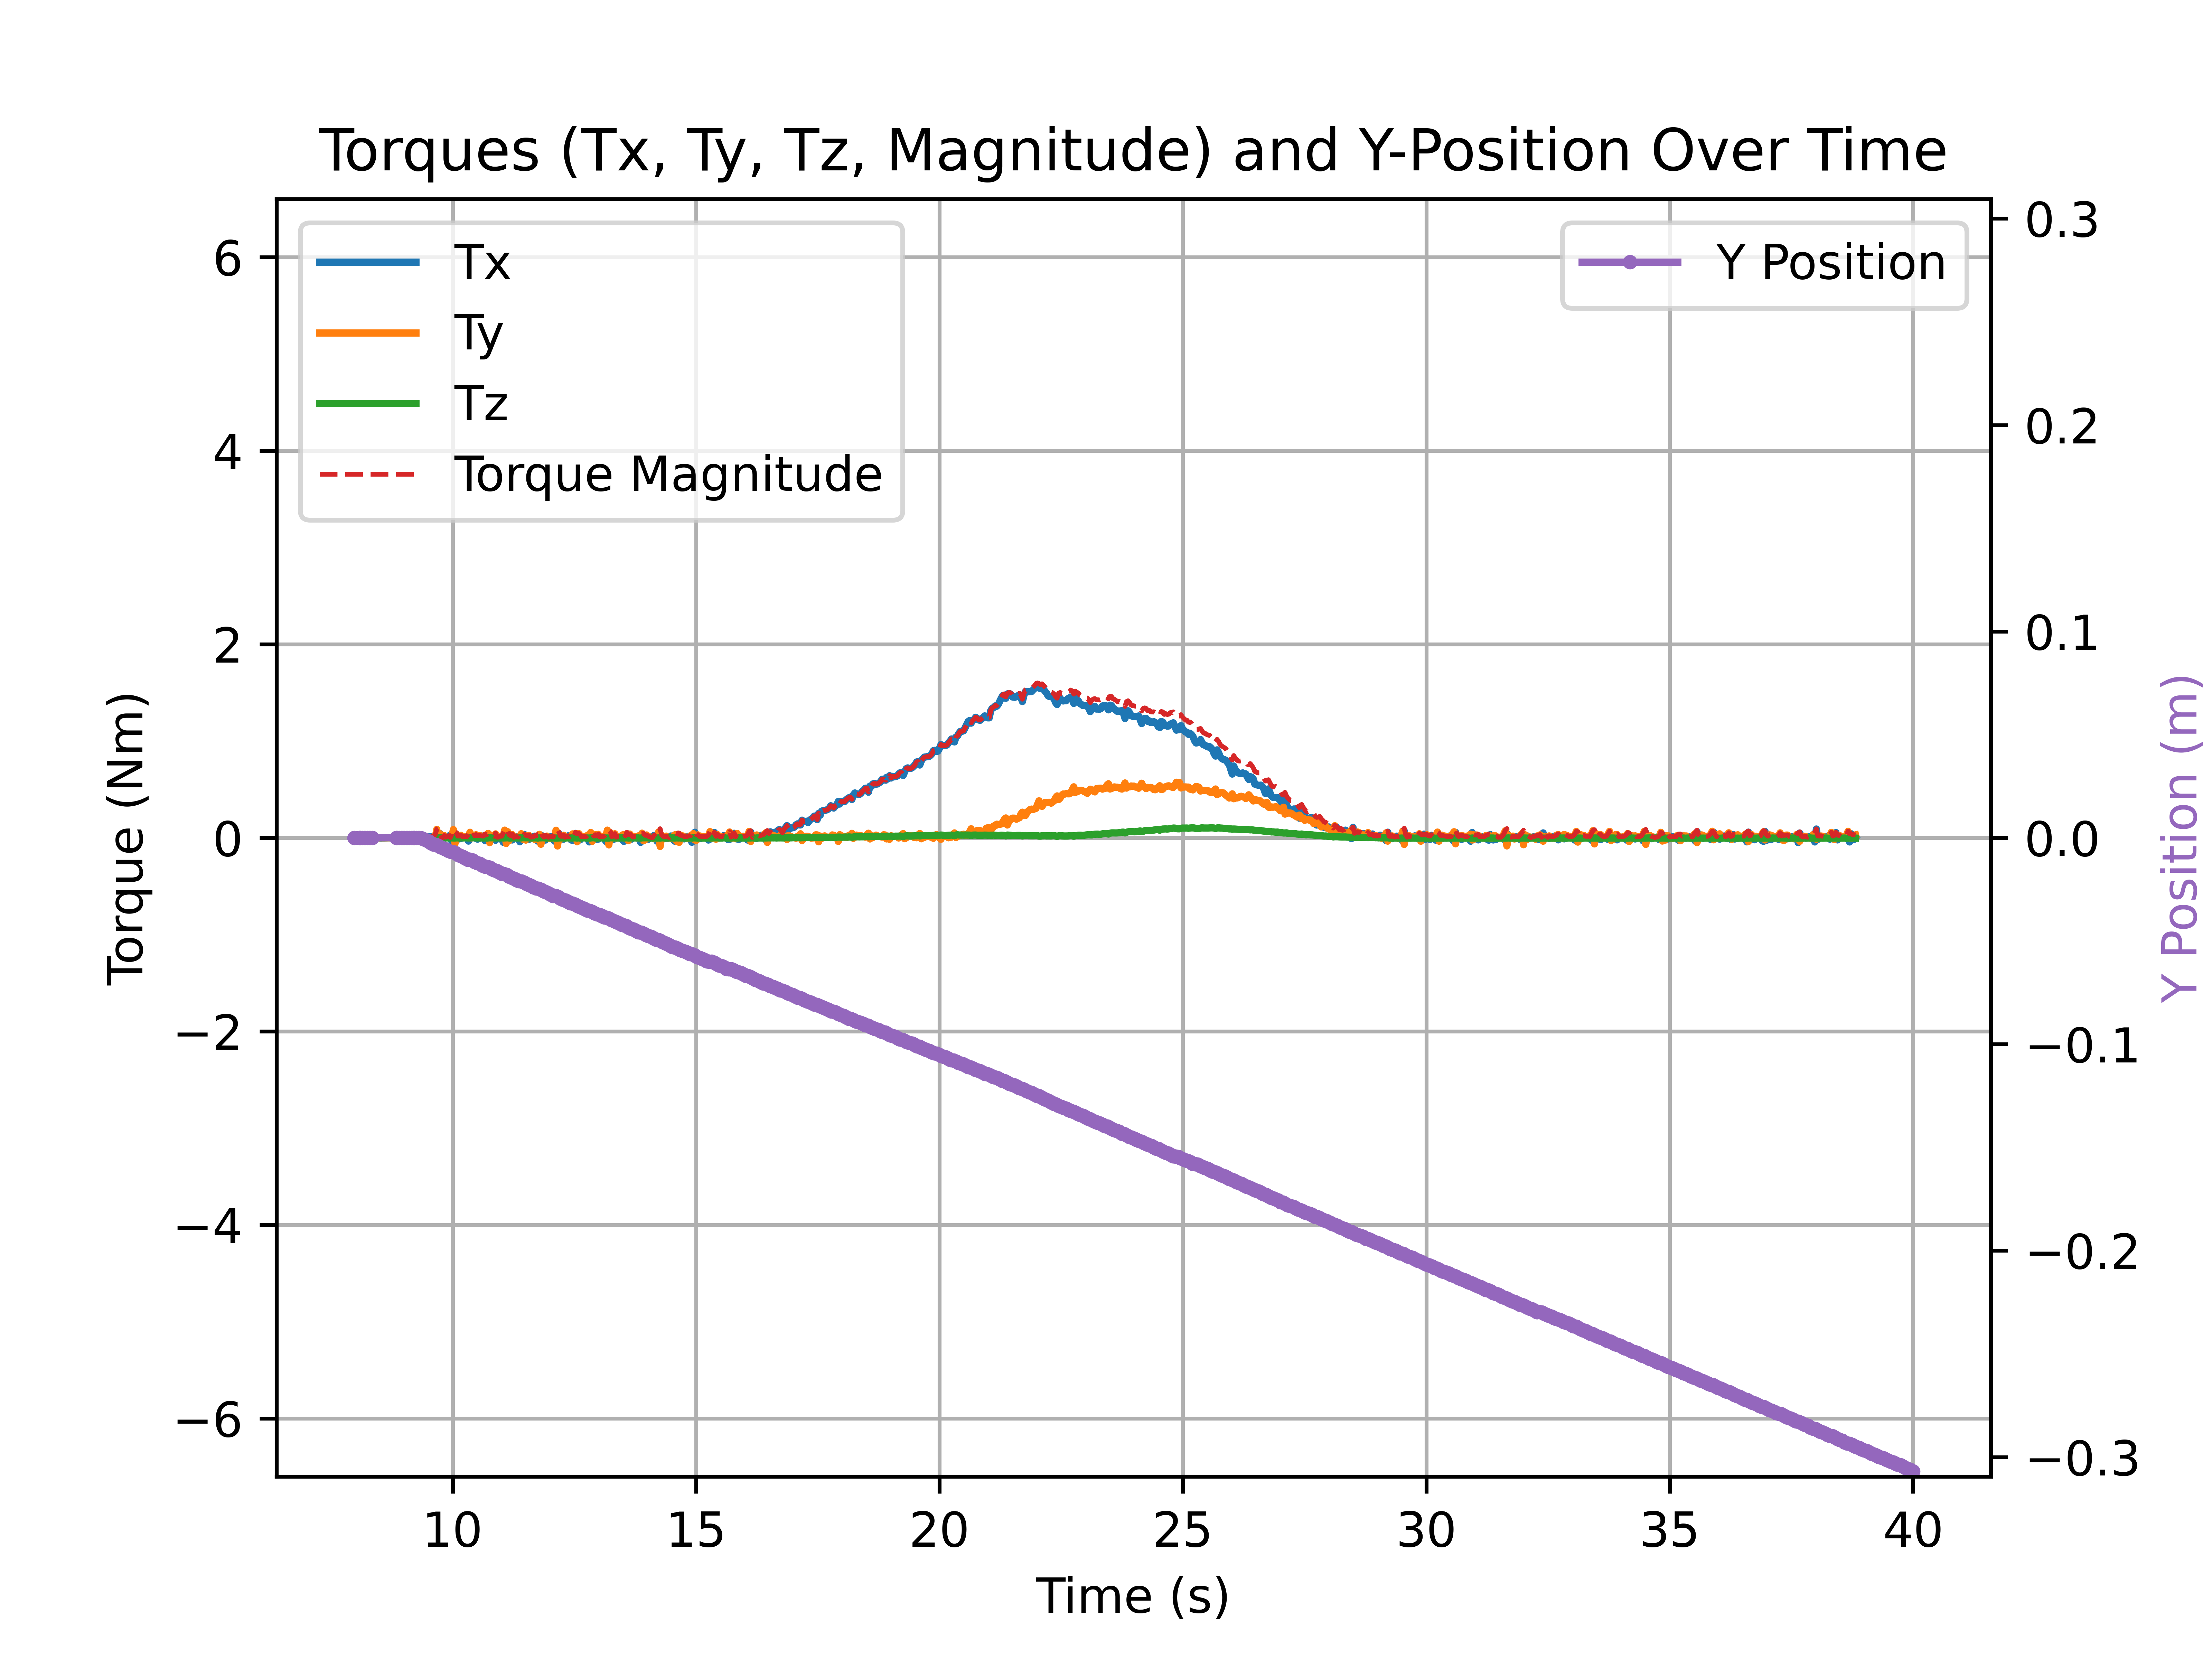 Torques (Tx, Ty, Tz, Magnitude) and Y-Position Over Time
Tx
Ty
Tz
Torque Magnitude
Y Position
6
4
2
0
−2
−4
−6
Torque (Nm)
0.3
0.2
0.1
0.0
−0.1
−0.2
−0.3
Y Position (m)
10 15 20 25 30 35 40
Time (s)